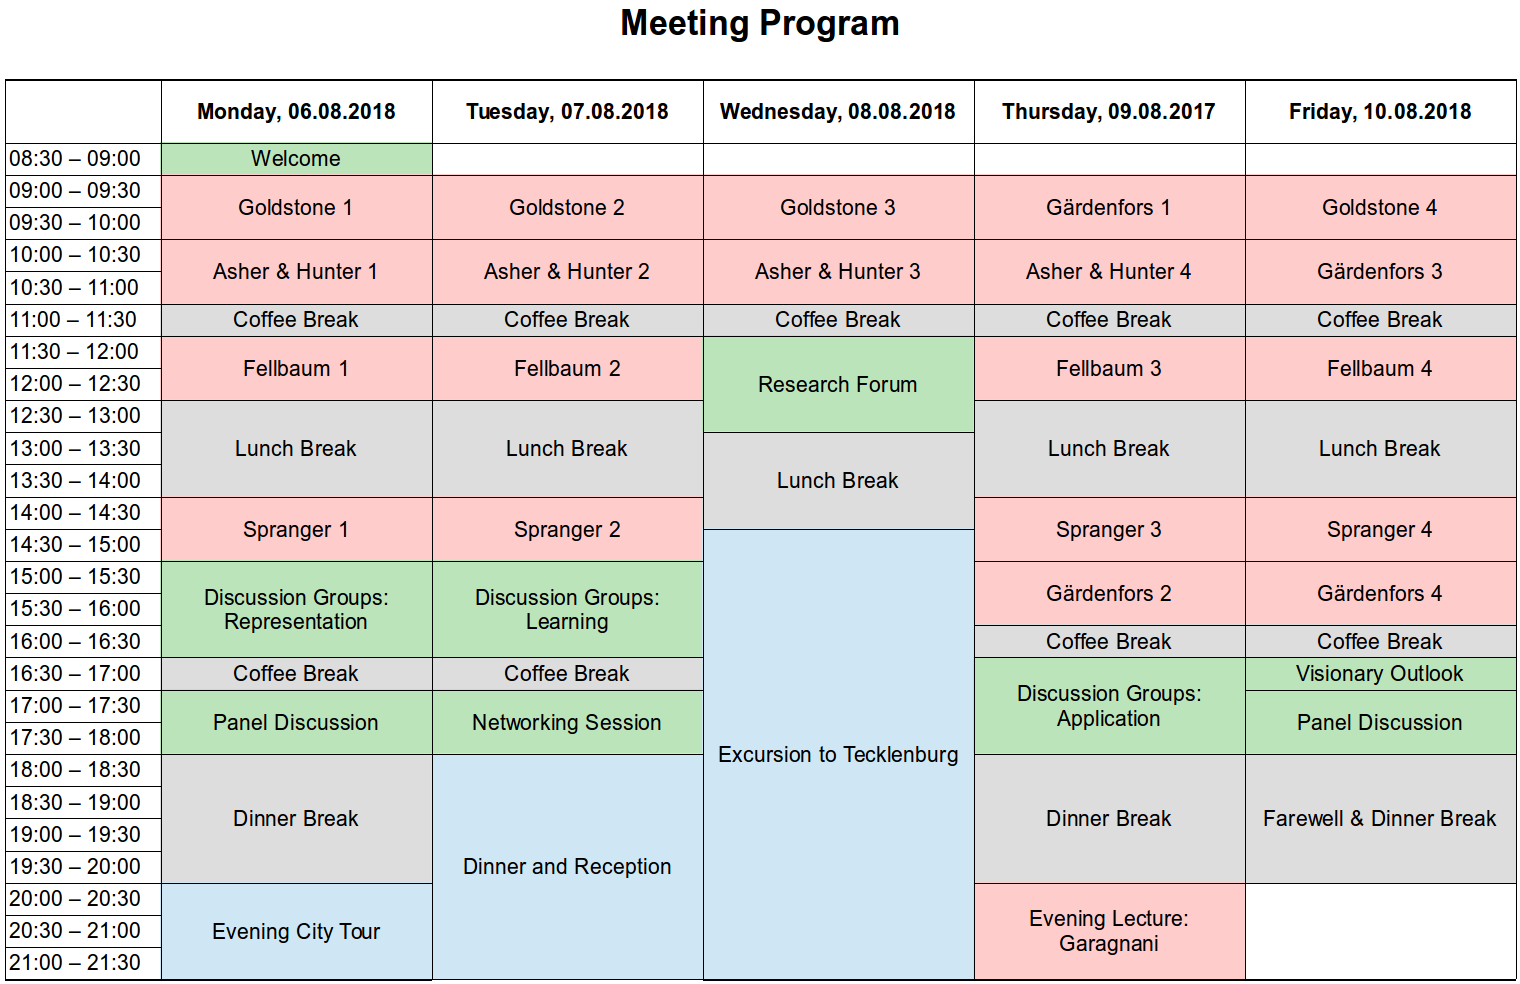 Meeting Program
Monday, 06.08.2018 Tuesday, 07.08.2018 Wednesday, 08.08.2018 Thursday, 09.08.2017 Friday, 10.08.2018
08:30 – 09:00 Welcome
09:00 – 09:30
Goldstone 1 Goldstone 2 Goldstone 3 Gärdenfors 1 Goldstone 4
09:30 – 10:00
10:00 – 10:30
Asher & Hunter 1 Asher & Hunter 2 Asher & Hunter 3 Asher & Hunter 4 Gärdenfors 3
10:30 – 11:00
11:00 – 11:30 Coffee Break Coffee Break Coffee Break Coffee Break Coffee Break
11:30 – 12:00
Fellbaum 1 Fellbaum 2 Fellbaum 3 Fellbaum 4
12:00 – 12:30 Research Forum
12:30 – 13:00
13:00 – 13:30 Lunch Break Lunch Break Lunch Break Lunch Break
13:30 – 14:00 Lunch Break
14:00 – 14:30
Spranger 1 Spranger 2 Spranger 3 Spranger 4
14:30 – 15:00
15:00 – 15:30
Discussion Groups: Discussion Groups: Gärdenfors 2 Gärdenfors 4
15:30 – 16:00
Representation Learning
16:00 – 16:30 Coffee Break Coffee Break
16:30 – 17:00 Coffee Break Coffee Break Visionary Outlook
Discussion Groups:
17:00 – 17:30
Application
Panel Discussion Networking Session Panel Discussion
17:30 – 18:00
Excursion to Tecklenburg
18:00 – 18:30
18:30 – 19:00
Dinner Break Dinner Break Farewell & Dinner Break
19:00 – 19:30
19:30 – 20:00 Dinner and Reception
20:00 – 20:30
Evening Lecture:
20:30 – 21:00 Evening City Tour
Garagnani
21:00 – 21:30